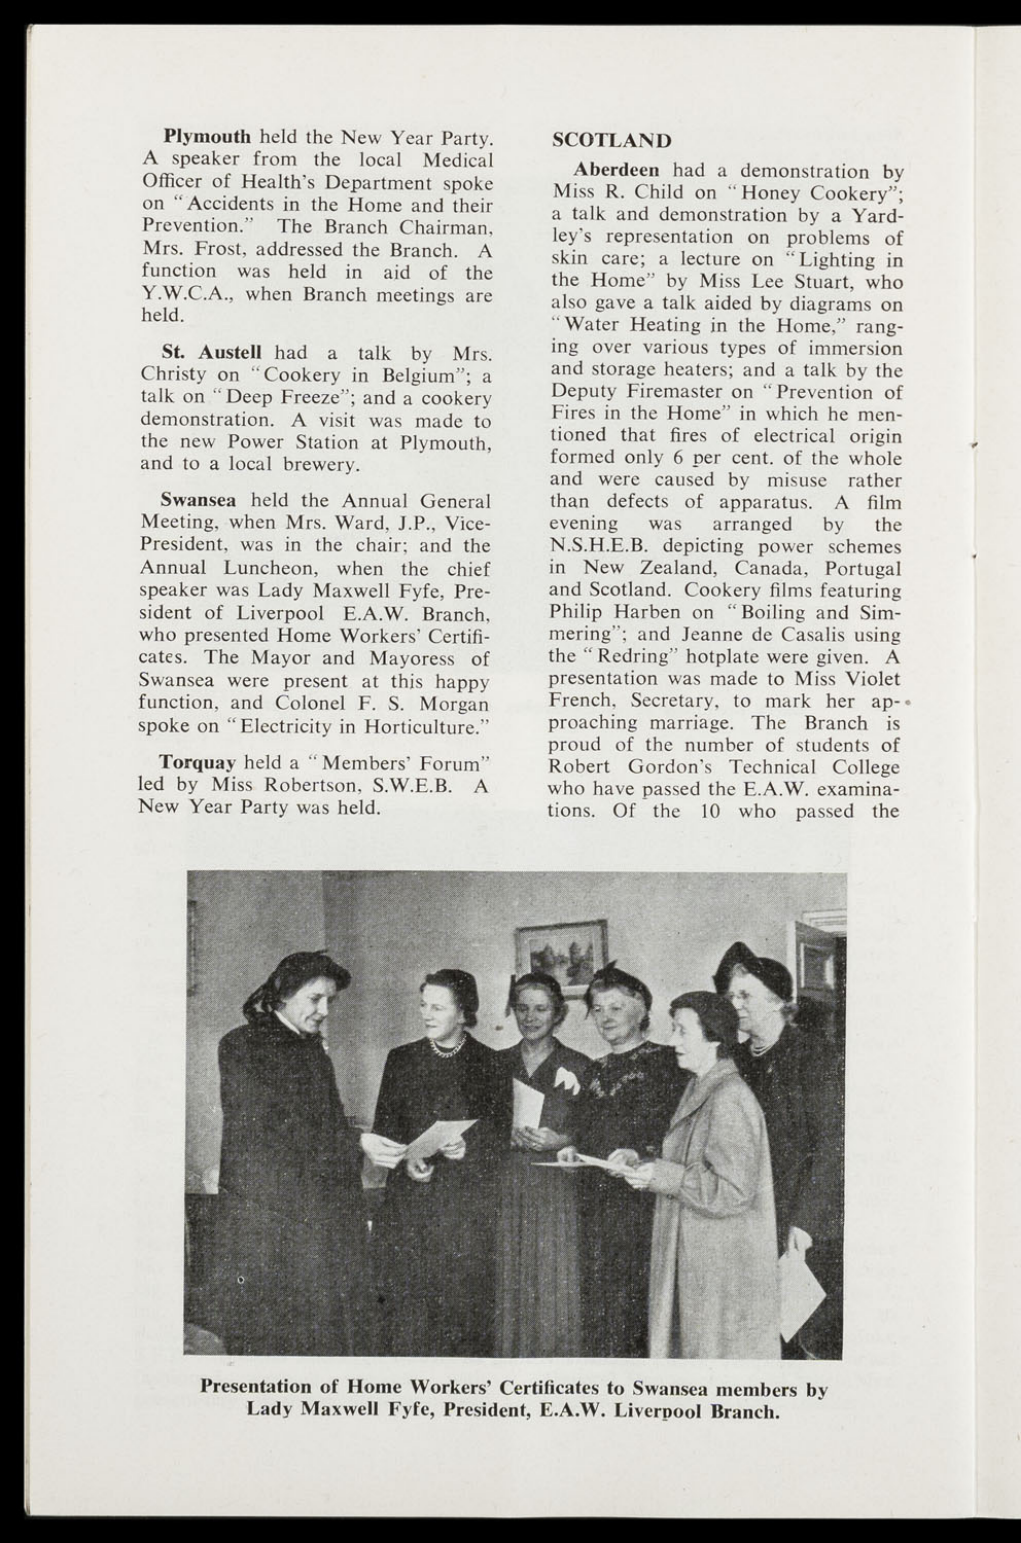 Plymouth held the New Year Party.
A speaker from the local Medical
Officer of Health's Department spoke
on "Accidents in the Home and their
Prevention." The Branch Chairman,
Mrs. Frost, addressed the Branch. A
function was held in aid of the
Y.W.C.A., when Branch meetings are
held.
St. Austell had a talk by Mrs.
Christy on "Cookery in Belgium"; a
talk on "Deep Freeze"; and a cookery
demonstration. A visit was made to
the new Power Station at Plymouth,
and to a local brewery.
Swansea held the Annual General
Meeting, when Mrs. Ward, J.P., Vice-
President, was in the chair; and the
Annual Luncheon, when the chief
speaker was Lady Maxwell Fyfe, Pre-
sident of Liverpool E.A.W. Branch,
who presented Home Workers' Certifi-
cates. The Mayor and Mayoress of
Swansea were present at this happy
function, and Colonel F. S. Morgan
spoke on "Electricity in Horticulture."
Torquay held a "Members' Forum"
led by Miss Robertson, S.W.E.B. A
New Year Party was held.
SCOTLAND
Aberdeen had a demonstration by
Miss R. Child on "Honey Cookery";
a talk and demonstration by a Yard-
ley's representation on problems of
skin care; a lecture on "Lighting in
the Home" by Miss Lee Stuart, who
also gave a talk aided by diagrams on
"Water Heating in the Home," rang-
ing over various types of immersion
and storage heaters; and a talk by the
Deputy Firemaster on "Prevention of
Fires in the Home" in which he men-
tioned that fires of electrical origin
formed only 6 per cent. of the whole
and were caused by misuse rather
than defects of apparatus. A film
evening was arranged by the
N.S.H.E.B. depicting power schemes
in New Zealand, Canada, Portugal
and Scotland. Cookery films featuring
Philip Harben on "Boiling and Sim-
mering"; and Jeanne de Casalis using
the "Redring" hotplate were given. A
presentation was made to Miss Violet
French, Secretary, to mark her ap-
proaching marriage. The Branch is
proud of the number of students of
Robert Gordon's Technical College
who have passed the E.A.W. examina-
tions. Of the 10 who passed the
Presentation of Home Workers' Certificates to Swansea members by
Lady Maxwell Fyfe, President, E.A.W. Liverpool Branch.